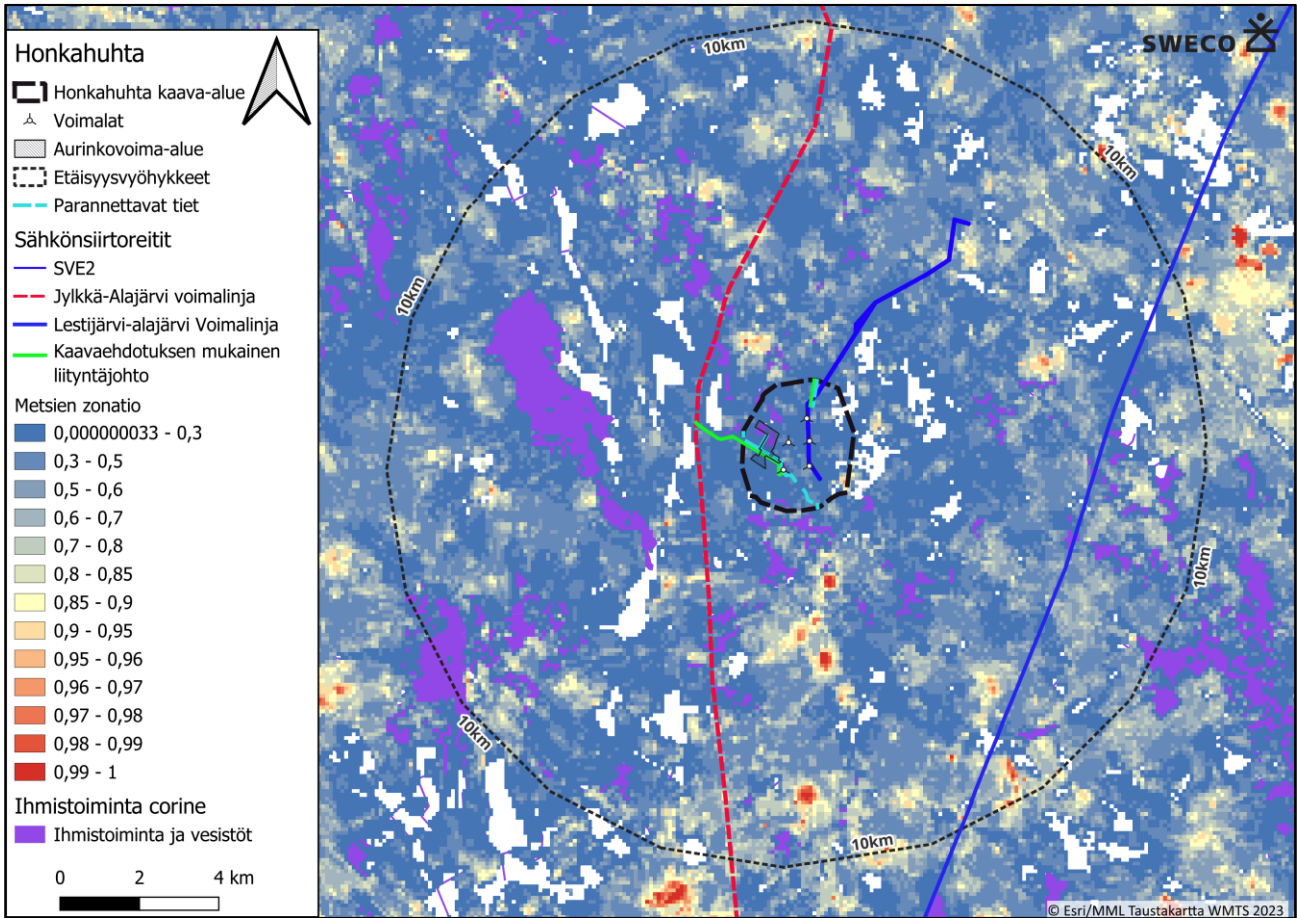 Honkahuhta
Honkahuhta kaava-alue
Voimalat
Aurinkovoima-alue
Etäisyysvyöhykkeet
Parannettavat tiet
Sähkönsiirtoreitit
SVE2
Jylkkä-Alajärvi voimalinja
Lestijärvi-alajärvi Voimalinja
Kaavaehdotuksen mukainen
liityntäjohto
Metsien zonatio
0,000000033 - 0,3
0,3 - 0,5
0,5 - 0,6
0,6 - 0,7
0,7 - 0,8
0,8 - 0,85
0,85 - 0,9
0,9 - 0,95
0,95 - 0,96
0,96 - 0,97
0,97 - 0,98
0,98 - 0,99
0,99 - 1
Ihmistoiminta corine
Ihmistoiminta ja vesistöt
0 2 4 km
SWECO
10km
10km
10km
10km
10km
10km
© Esri/MML Taustakartta WMTS 2023